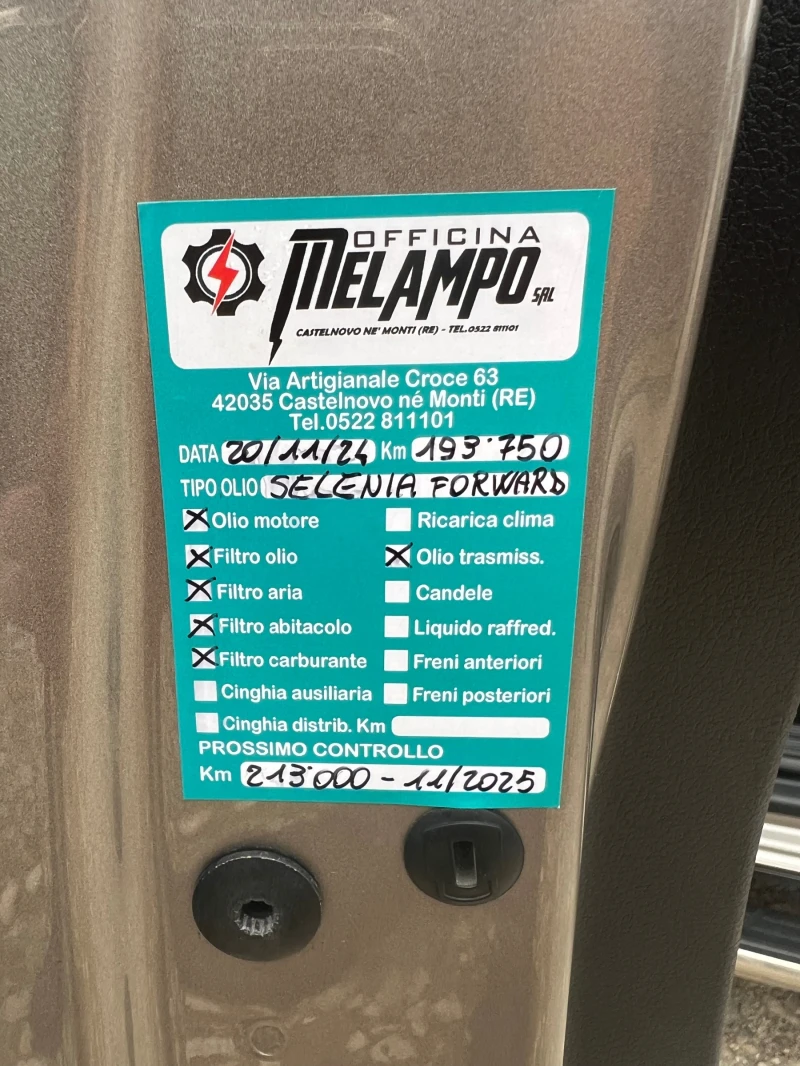 OFFICINA
MELAMPO SRL
CASTELNOVO NE' MONTI (RE) - TEL.0522 811101
Via Artigianale Croce 63
42035 Castelnovo né Monti (RE)
Tel.0522 811101
DATA 20/11/24 Km 193'750
TIPO OLIO SELENIA FORWARD
Olio motore Ricarica clima
Filtro olio Olio trasmiss.
Filtro aria Candele
Filtro abitacolo Liquido raffred.
Filtro carburante Freni anteriori
Cinghia ausiliaria Freni posteriori
Cinghia distrib. Km
PROSSIMO CONTROLLO
Km 213'000 - 11/2025